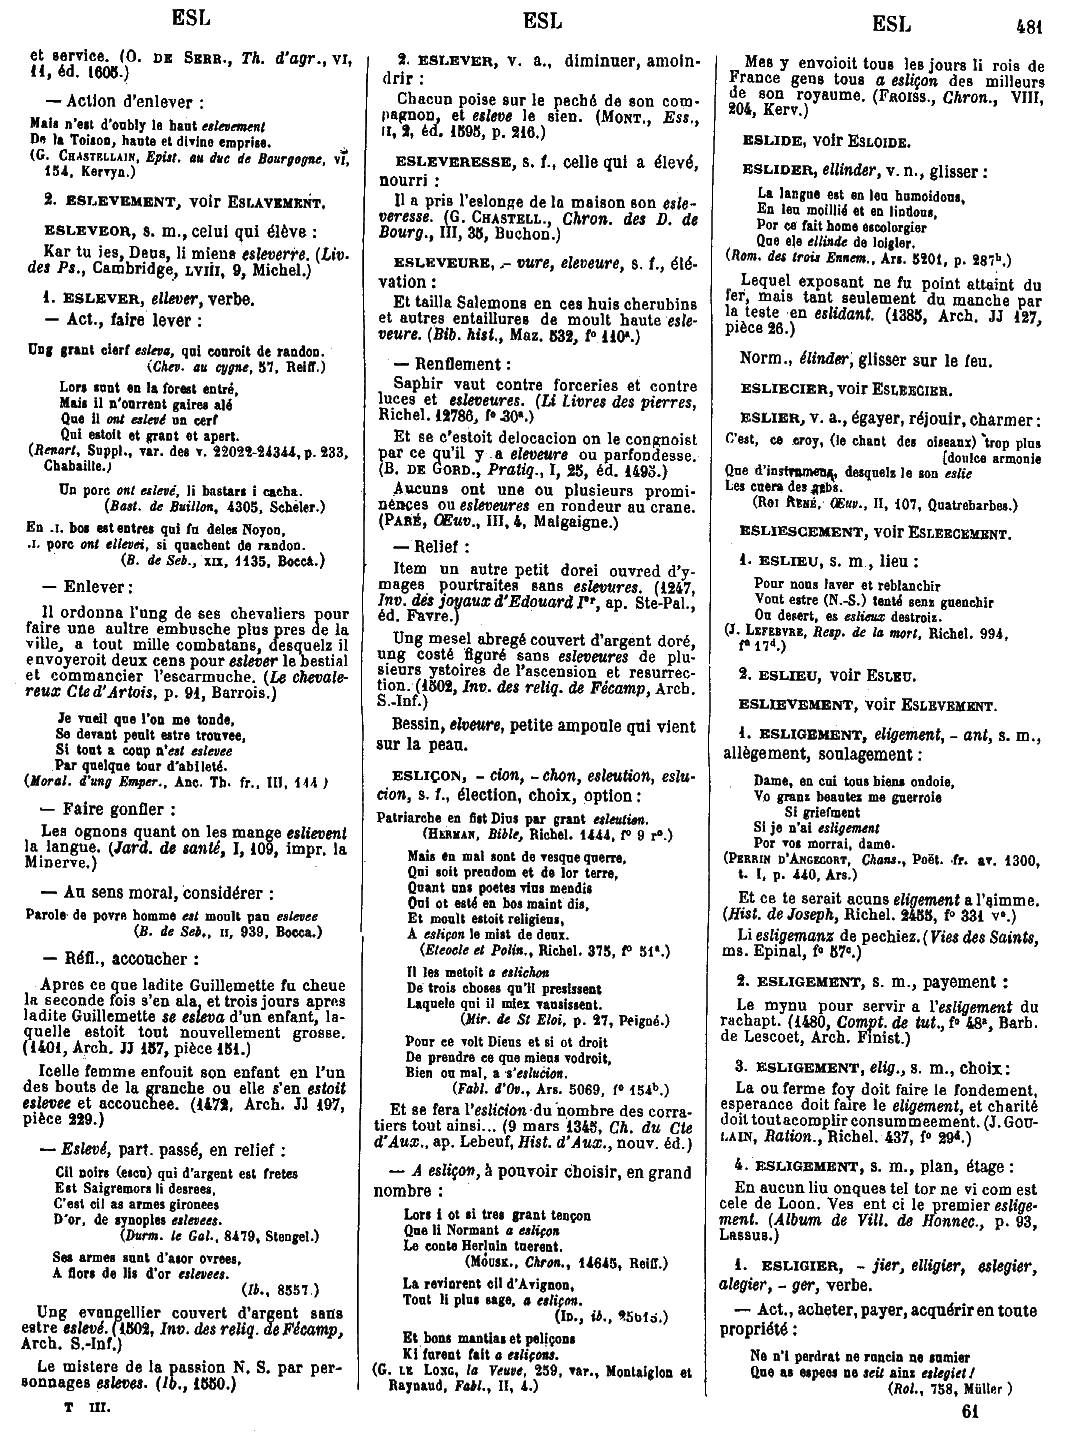 ESL
ESL
ESL
481
et service. (O. DE SERR., Th. d'agr., VI,
11, éd. 1605.)
— Action d'enlever :
Mais n'est d'oubly le hant eslevement
De la Toison, haute et divine emprise.
(G. CHASTELLAIN, Epist. au duc de Bourgogne, VI,
154, Kervyn.)
2. ESLEVEMENT, voir ESLAVEMENT.
ESLEVEOR, s. m., celui qui élève :
Kar tu ies, Deus, li miens esleverre. (Liv.
des Ps., Cambridge, LVIII, 9, Michel.)
1. ESLEVER, ellever, verbe.
— Act., faire lever :
Ung grant cierf esleva, qui couroit de randon.
(Chev. au cygne, 57, Reiff.)
Lors sont en la forest entré,
Mais il n'ourrent gaires alé
Que il ont eslevé un cerf
Qui estoit et grant et apert.
(Renart, Suppl., var. des v. 22022-24344, p. 233,
Chabaille.)
Un porc ont eslevé, li bastars i cacha.
(Bast. de Buillon, 4305, Scheler.)
En .I. bos est entres qui fu deles Noyon,
.I. porc ont ellevei, si quachent de randon.
(B. de Seb., XIX, 1135, Bocca.)
— Enlever :
Il ordonna l'ung de ses chevaliers pour
faire une aultre embusche plus pres de la
ville, a tout mille combatans, desquelz il
envoyeroit deux cens pour eslever le bestial
et commancier l'escarmuche. (Le chevale-
reux Cte d'Artois, p. 91, Barrois.)
Je vueil que l'on me tonde,
Se devant peult estre trouvee,
Si tout a coup n'est eslevee
Par quelque tour d'abileté.
(Moral. d'ung Emper., Anc. Th. fr., III, 144)
— Faire gonfler :
Les ognons quant on les mange eslievent
la langue. (Jard. de santé, I, 109, impr. la
Minerve.)
— Au sens moral, considérer :
Parole de povre homme est moult pau eslevee
(B. de Seb., II, 939, Bocca.)
— Réfl., accoucher :
Apres ce que ladite Guillemette fu cheue
la seconde fois s'en ala, et trois jours apres
ladite Guillemette se esleva d'un enfant, la-
quelle estoit tout nouvellement grosse.
(1401, Arch. JJ 157, pièce 151.)
Icelle femme enfouit son enfant en l'un
des bouts de la granche ou elle s'en estoit
eslevee et accouchee. (1472, Arch. JJ 197,
pièce 229.)
— Eslevé, part. passé, en relief :
Cil noirs (escu) qui d'argent est fretes
Est Saigremors li desrees,
C'est cil as armes gironees
D'or, de synoples eslevees.
(Durm. le Gal., 8479, Stengel.)
Ses armes sunt d'asor ovrees,
A flors de lis d'or eslevees.
(Ib., 8557.)
Ung evangellier couvert d'argent sans
estre eslevé. (1502, Inv. des reliq. de Fécamp,
Arch. S.-Inf.)
Le mistere de la passion N. S. par per-
sonnages esleves. (Ib., 1550.)
T III.
2. ESLEVER, v. a., diminuer, amoin-
drir :
Chacun poise sur le peché de son com-
pagnon, et esleve le sien. (MONT., Ess.,
II, 2, éd. 1595, p. 216.)
ESLEVERESSE, s. f., celle qui a élevé,
nourri :
Il a pris l'eslonge de la maison son esle-
veresse. (G. CHASTELL., Chron. des D. de
Bourg., III, 35, Buchon.)
ESLEVEURE, - vure, eleveure, s. f., élé-
vation :
Et tailla Salemons en ces huis cherubins
et autres entaillures de moult haute esle-
veure. (Bib. hist., Maz. 532, f° 110ᵃ.)
— Renflement :
Saphir vaut contre forceries et contre
luces et esleveures. (Li Livres des pierres,
Richel. 12786, f° 30ᵃ.)
Et se c'estoit delocacion on le congnoist
par ce qu'il y a eleveure ou parfondesse.
(B. DE GORD., Pratiq., I, 25, éd. 1495.)
Aucuns ont une ou plusieurs promi-
nences ou esleveures en rondeur au crane.
(PARÉ, Œuv., III, 4, Malgaigne.)
— Relief :
Item un autre petit dorei ouvred d'y-
mages pourtraites sans eslevures. (1247,
Inv. des joyaux d'Edouard Iᵉʳ, ap. Ste-Pal.,
éd. Favre.)
Ung mesel abregé couvert d'argent doré,
ung costé figuré sans esleveures de plu-
sieurs ystoires de l'ascension et resurrec-
tion. (1502, Inv. des reliq. de Fécamp, Arch.
S.-Inf.)
Bessin, elveure, petite ampoule qui vient
sur la peau.
ESLIÇON, - cion, - chon, esleution, eslu-
cion, s. f., élection, choix, option :
Patriarche en fist Dius par grant esleution.
(HERMAN, Bible, Richel. 1444, f° 9 r°.)
Mais en mal sont de vesque querre,
Qui soit preudom et de lor terre,
Quant uns poetes vius mendis
Qui ot esté en bos maint dis,
Et moult estoit religieus,
A esliçon le mist de deux.
(Eteocle et Polin., Richel. 375, f° 51ᵃ.)
Il les metoit a eslichon
De trois choses qu'il presissent
Laquele qui il miex vausissent.
(Mir. de St Eloi, p. 27, Peigné.)
Pour ce volt Dieus et si ot droit
De prendre ce que mieus vodroit,
Bien ou mal, a s'eslucion.
(Fabl. d'Ov., Ars. 5069, f° 154ᵇ.)
Et se fera l'eslicion du nombre des corra-
tiers tout ainsi... (9 mars 1345, Ch. du Cte
d'Aux., ap. Lebeuf, Hist. d'Aux., nouv. éd.)
— A esliçon, à pouvoir choisir, en grand
nombre :
Lors i ot si tres grant tençon
Que li Normant a esliçon
Le conte Herluin tuerent.
(MOUSK., Chron., 14645, Reiff.)
La revinrent cil d'Avignon,
Tout li plus sage, a esliçon.
(ID., ib., )
Et bons mantias et peliçons
Ki furent fait a esliçons.
(G. LE LONG, la Veuve, 259, var., Montaiglon et
Raynaud, Fabl., II, 4.)
Mes y envoioit tous les jours li rois de
France gens tous a esliçon des milleurs
de son royaume. (FROISS., Chron., VIII,
204, Kerv.)
ESLIDE, voir ESLOIDE.
ESLIDER, ellinder, v. n., glisser :
La langue est en leu humoidous,
En leu moillié et en lindous,
Por ce fait home escolorgier
Que ele ellinde de loigler.
(Rom. des trois Ennem., Ars. 5201, p. 287ᵇ.)
Lequel exposant ne fu point attaint du
fer, mais tant seulement du manche par
la teste en eslidant. (1385, Arch. JJ 127,
pièce 26.)
Norm., élinder, glisser sur le feu.
ESLIECIER, voir ESLEECIER.
ESLIER, v. a., égayer, réjouir, charmer :
C'est, ce croy, (le chant des oiseaux) trop plus
[doulce armonie
Que d'instramens, desquels le son eslie
Les cuers des gens.
(ROI RENÉ, Œuv., II, 107, Quatrebarbes.)
ESLIESCEMENT, voir ESLEECEMENT.
1. ESLIEU, s. m., lieu :
Pour nous laver et reblanchir
Vout estre (N.-S.) tenté senz guenchir
Ou desert, es eslieux destroiz.
(J. LEFEBVRE, Resp. de la mort, Richel. 994,
f° 17ᵈ.)
2. ESLIEU, voir ESLEU.
ESLIEVEMENT, voir ESLEVEMENT.
1. ESLIGEMENT, eligement, - ant, s. m.,
allègement, soulagement :
Dame, en cui tous biens ondoie,
Vo granz beautez me guerroie
Si griefment
Si je n'ai esligement
Por vos morrai, dame.
(PERRIN D'ANGECORT, Chans., Poët. fr. av. 1300,
t. I, p. 440, Ars.)
Et ce te serait acuns eligement a l'qimme.
(Hist. de Joseph, Richel. 2455, f° 331 v°.)
Li esligemanz de pechiez. (Vies des Saints,
ms. Epinal, f° 57ᶜ.)
2. ESLIGEMENT, s. m., payement :
Le mynu pour servir a l'esligement du
rachapt. (1480, Compt. de tut., f° 48ᵃ, Barb.
de Lescoet, Arch. Finist.)
3. ESLIGEMENT, elig., s. m., choix :
La ou ferme foy doit faire le fondement,
esperance doit faire le eligement, et charité
doit tout acomplir consummeement. (J. GOU-
LAIN, Ration., Richel. 437, f° 29ᵈ.)
4. ESLIGEMENT, s. m., plan, étage :
En aucun liu onques tel tor ne vi com est
cele de Loon. Ves ent ci le premier eslige-
ment. (Album de Vill. de Honnec., p. 93,
Lassus.)
1. ESLIGIER, - jier, elligier, eslegier,
alegier, - ger, verbe.
— Act., acheter, payer, acquérir en toute
propriété :
Ne n'i perdrat ne runcin ne sumier
Que as espees ne seit ainz eslegiet!
(Rol., 758, Müller)
61